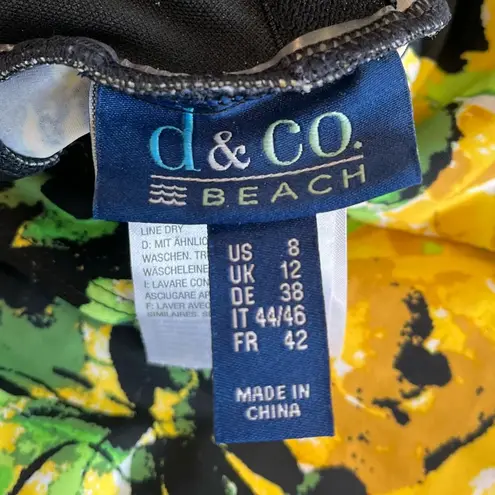 d & co.
BEACH
LINE DRY
D: MIT ÄHNLIC
WASCHEN. TR
WÄSCHELEINE
I: LAVARE CON
ASCIUGARE AP
F: LAVER AVEC
SIMILAIRES.
US 8
UK 12
DE 38
IT 44/46
FR 42
MADE IN
CHINA